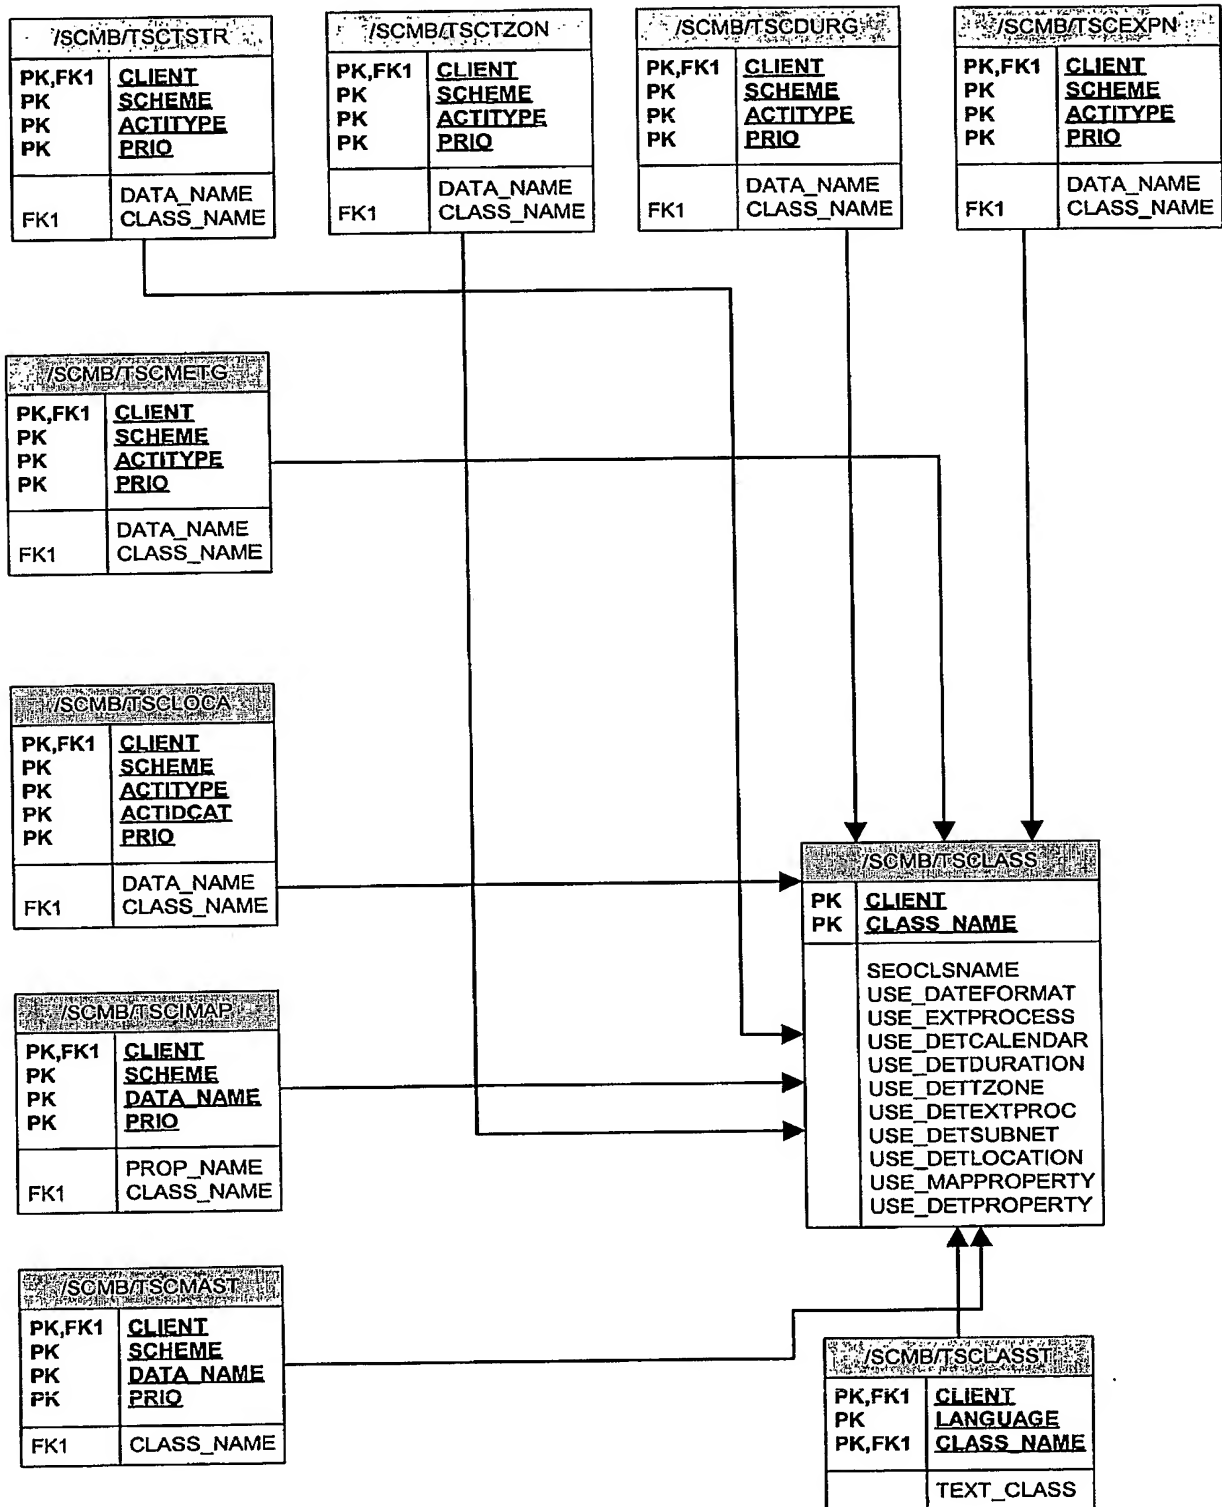 /SCMB/TSCTSTR
PK,FK1 CLIENT
PK SCHEME
PK ACTITYPE
PK PRIO
DATA_NAME
FK1 CLASS_NAME
/SCMB/TSCTZON
PK,FK1 CLIENT
PK SCHEME
PK ACTITYPE
PK PRIO
DATA_NAME
FK1 CLASS_NAME
/SCMB/TSCDURG
PK,FK1 CLIENT
PK SCHEME
PK ACTITYPE
PK PRIO
DATA_NAME
FK1 CLASS_NAME
/SCMB/TSCEXPN
PK,FK1 CLIENT
PK SCHEME
PK ACTITYPE
PK PRIO
DATA_NAME
FK1 CLASS_NAME
/SCMB/TSCMETG
PK,FK1 CLIENT
PK SCHEME
PK ACTITYPE
PK PRIO
DATA_NAME
FK1 CLASS_NAME
/SCMB/TSCLOCA
PK,FK1 CLIENT
PK SCHEME
PK ACTITYPE
PK ACTIDCAT
PK PRIO
DATA_NAME
FK1 CLASS_NAME
/SCMB/TSCLASS
PK CLIENT
PK CLASS_NAME
SEOCLSNAME
USE_DATEFORMAT
USE_EXTPROCESS
USE_DETCALENDAR
USE_DETDURATION
USE_DETTZONE
USE_DETEXTPROC
USE_DETSUBNET
USE_DETLOCATION
USE_MAPPROPERTY
USE_DETPROPERTY
/SCMB/TSCIMAP
PK,FK1 CLIENT
PK SCHEME
PK DATA_NAME
PK PRIO
PROP_NAME
FK1 CLASS_NAME
/SCMB/TSCMAST
PK,FK1 CLIENT
PK SCHEME
PK DATA_NAME
PK PRIO
FK1 CLASS_NAME
/SCMB/TSCLASST
PK,FK1 CLIENT
PK LANGUAGE
PK,FK1 CLASS_NAME
TEXT_CLASS